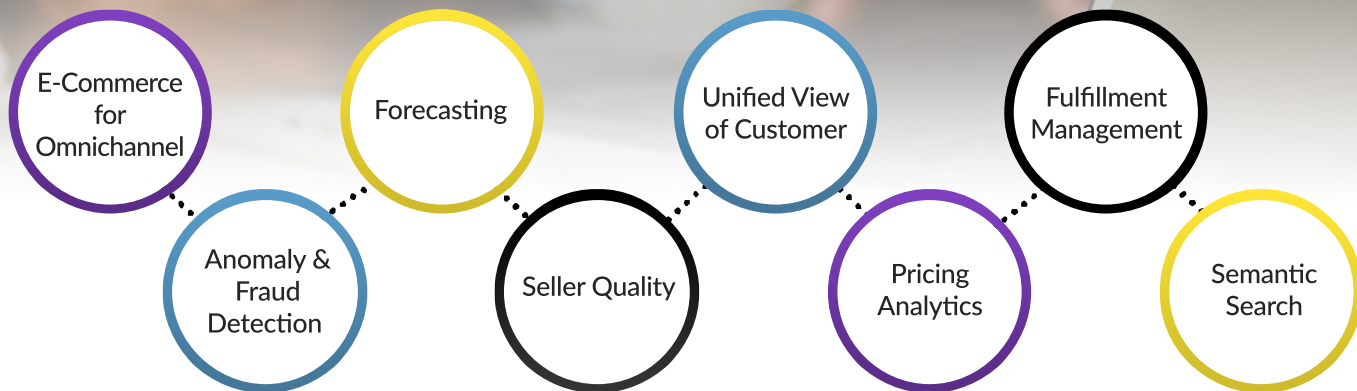 E-Commerce
for
Omnichannel
Anomaly &
Fraud
Detection
Forecasting
Seller Quality
Unified View
of Customer
Pricing
Analytics
Fulfillment
Management
Semantic
Search